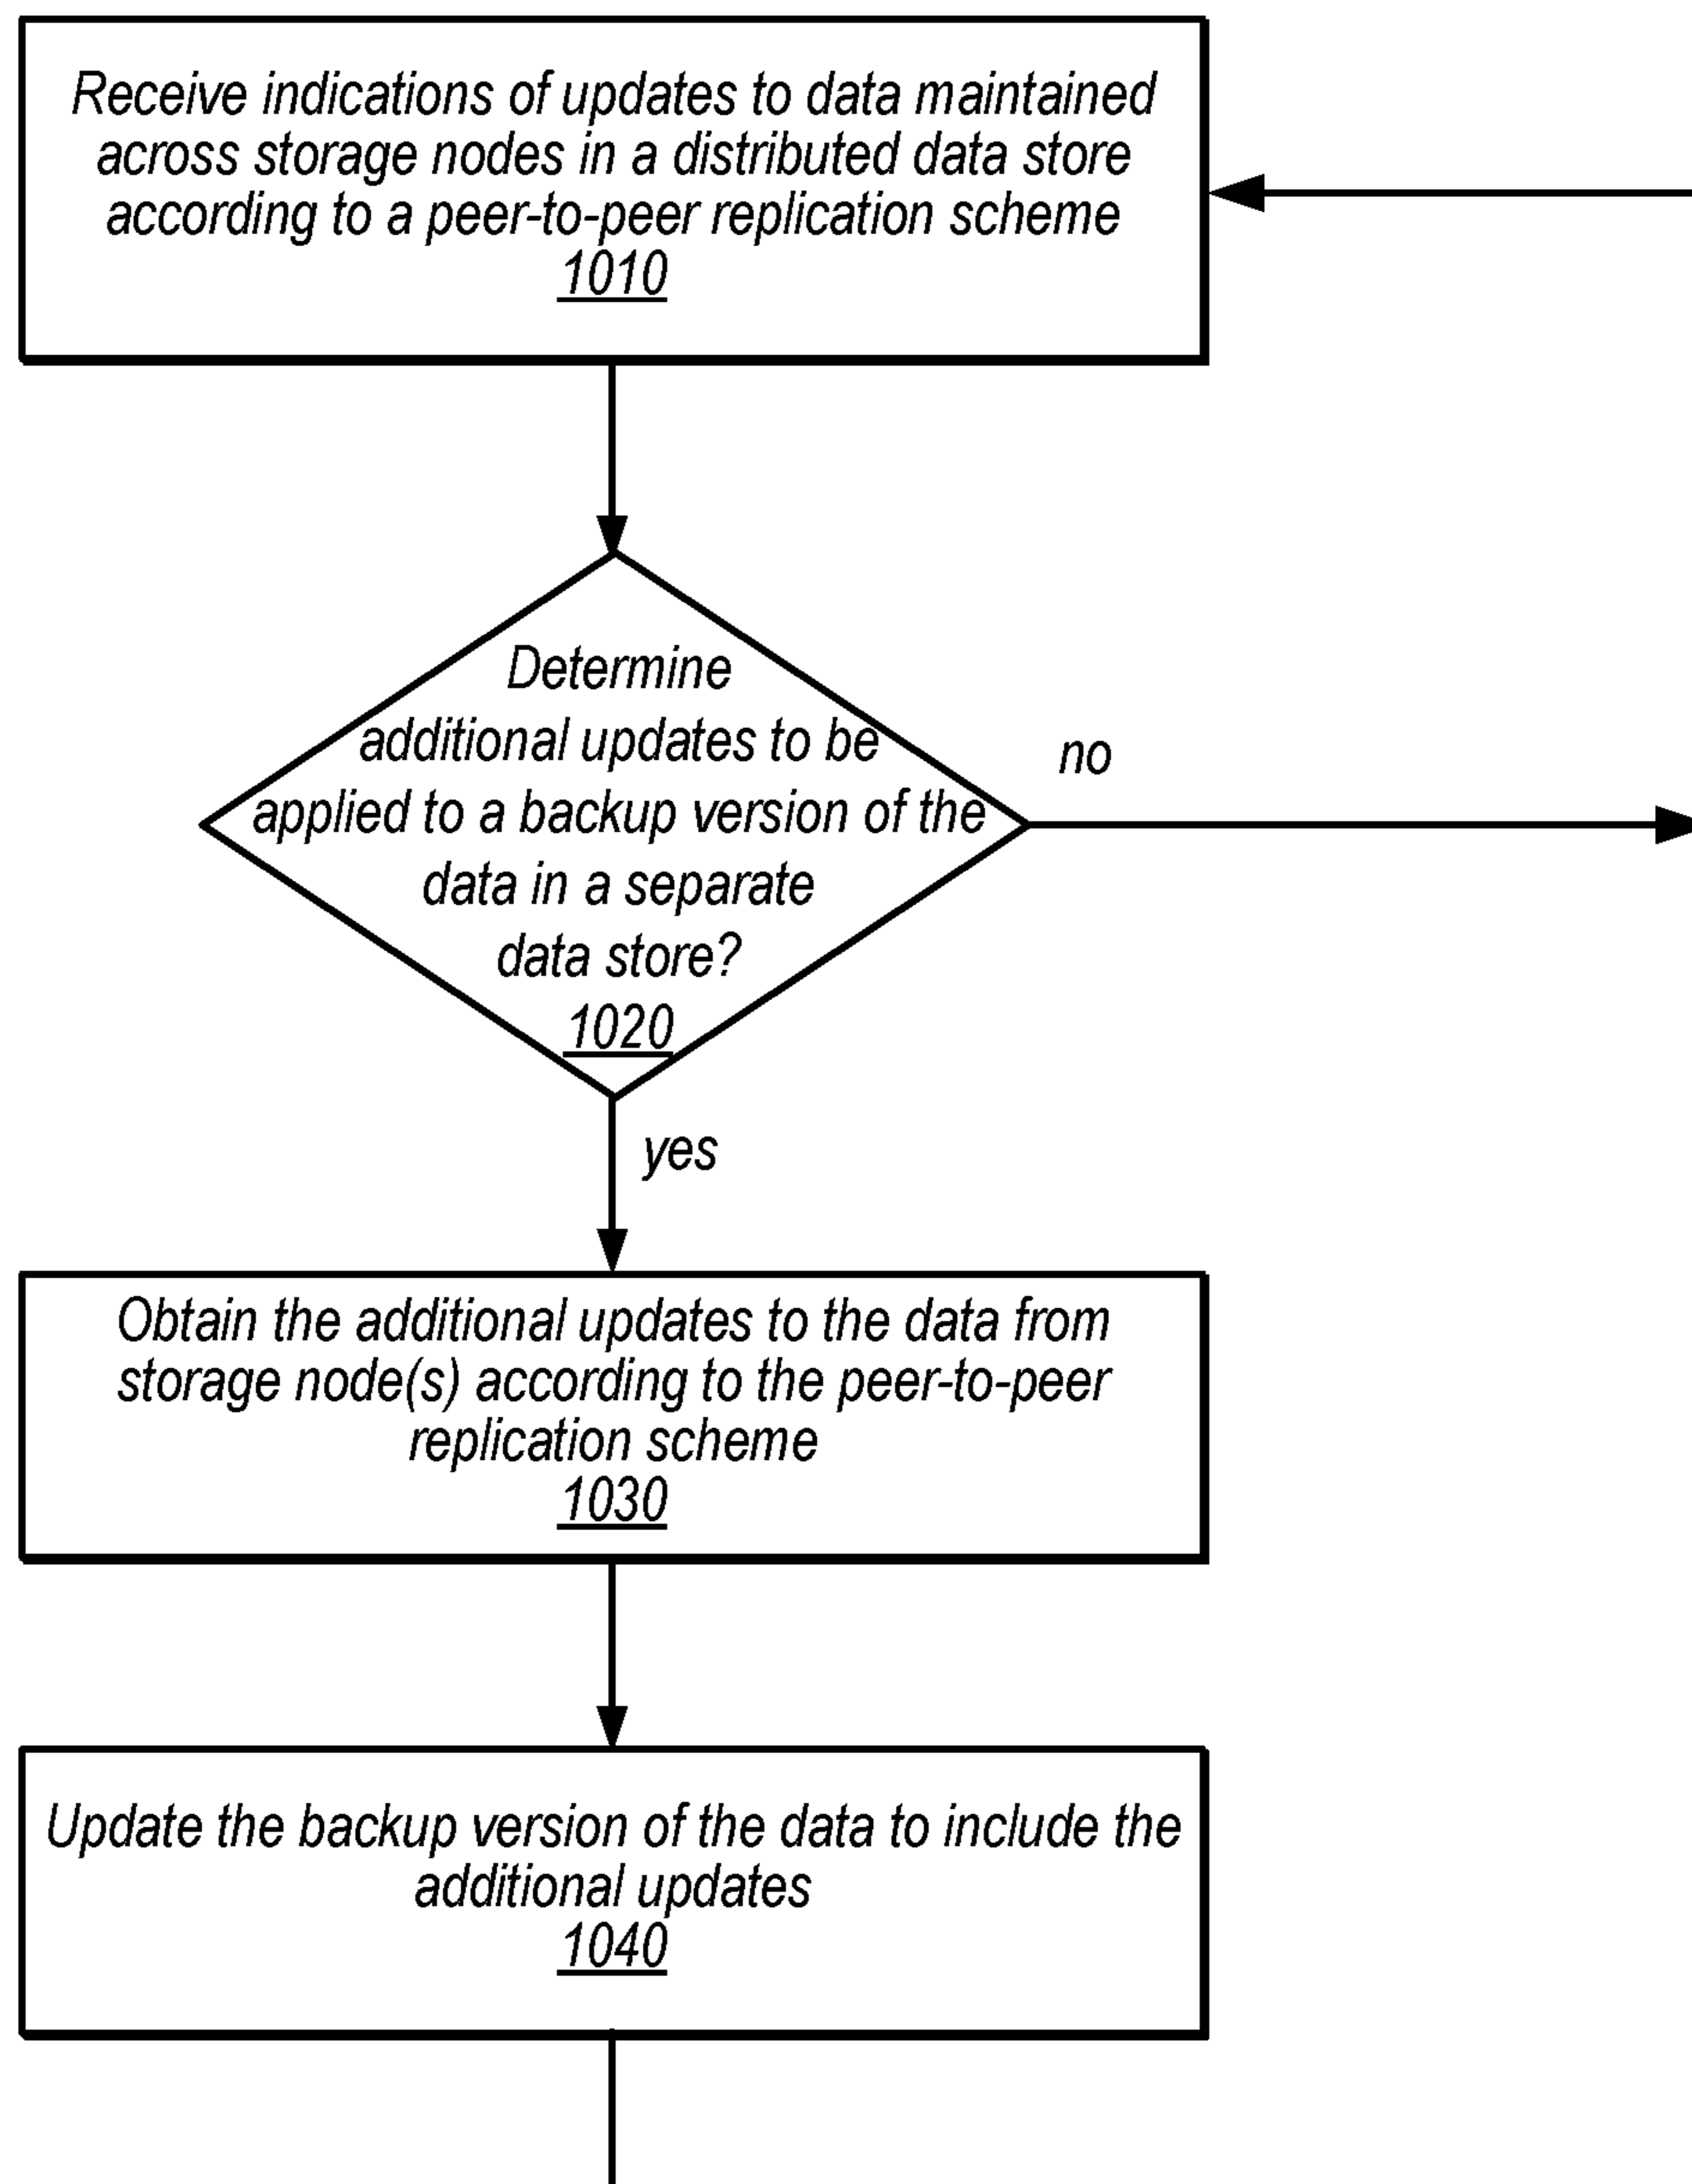 Receive indications of updates to data maintained
across storage nodes in a distributed data store
according to a peer-to-peer replication scheme
1010
Determine
additional updates to be
applied to a backup version of the
data in a separate
data store?
1020
no
yes
Obtain the additional updates to the data from
storage node(s) according to the peer-to-peer
replication scheme
1030
Update the backup version of the data to include the
additional updates
1040